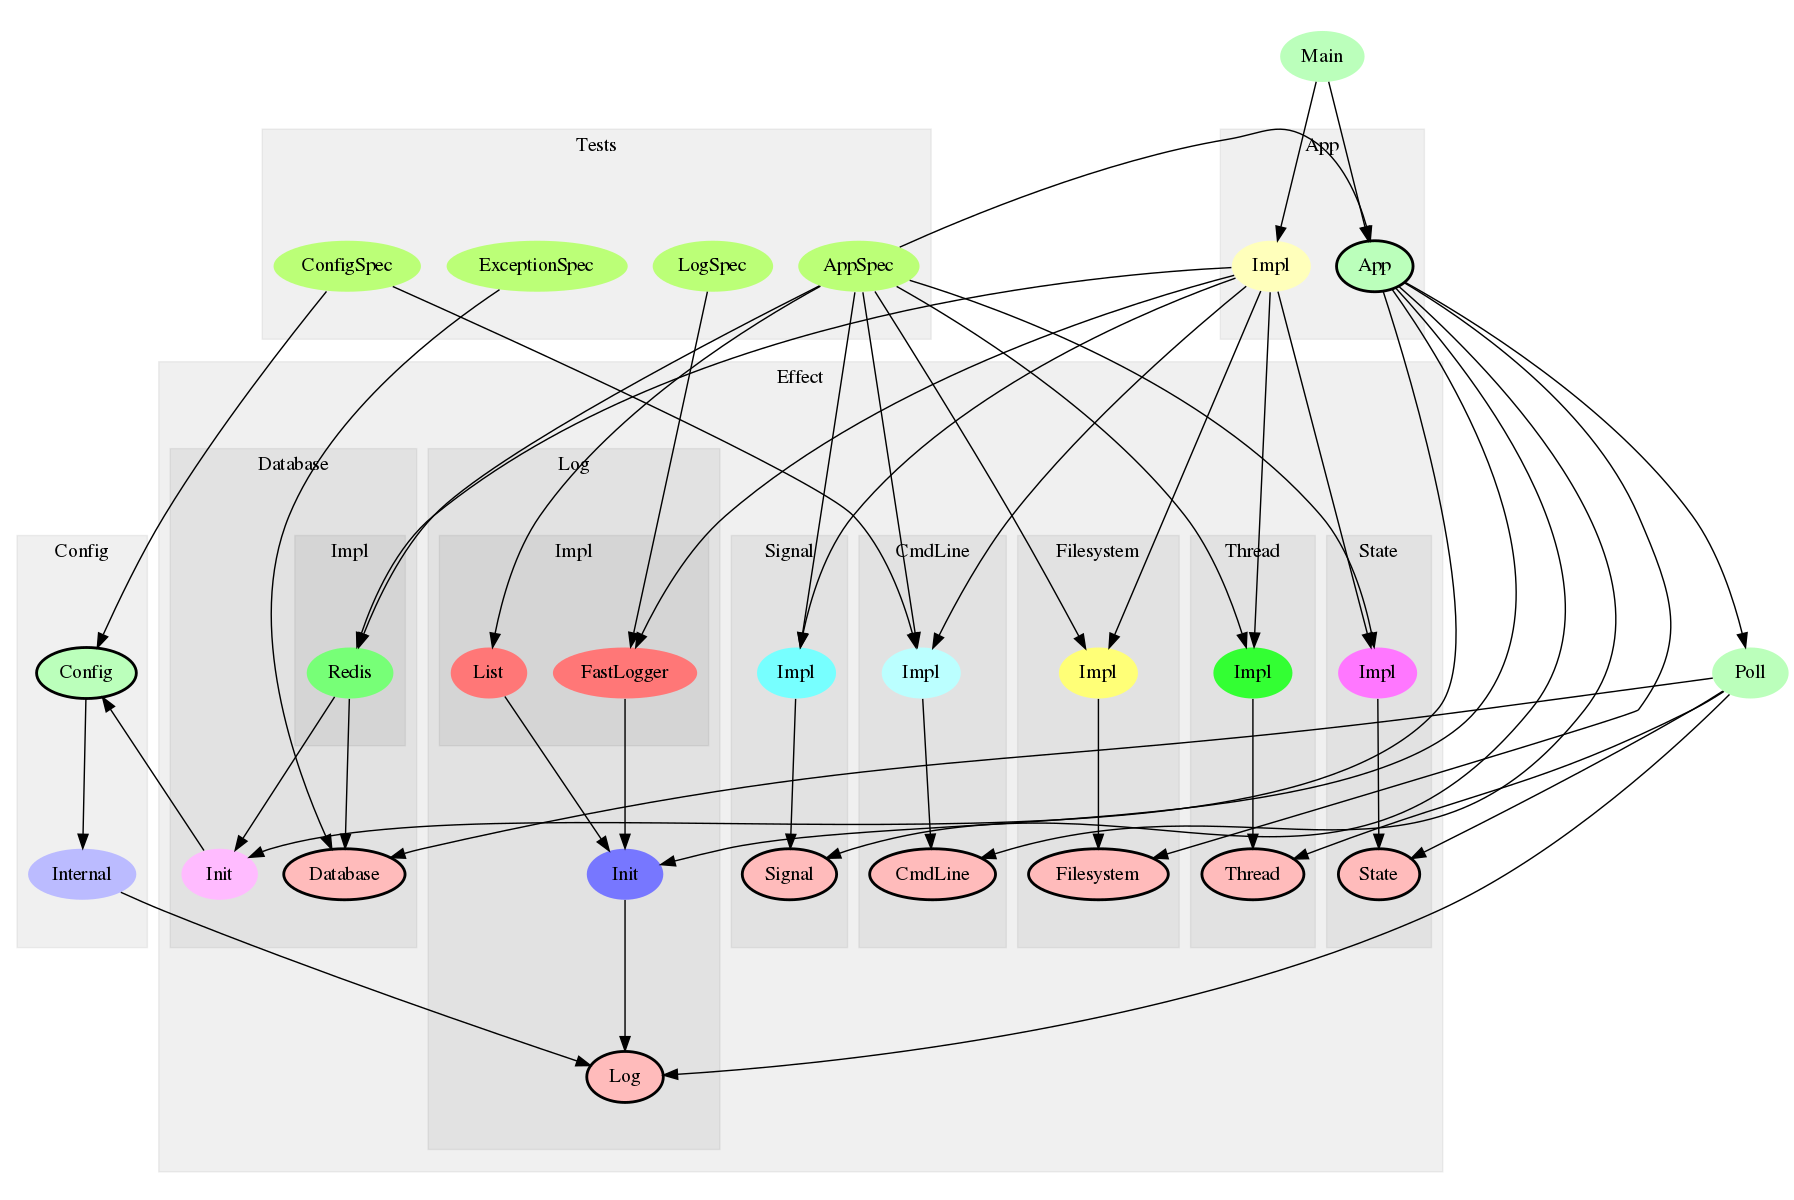 Main
Tests
App
ConfigSpec
ExceptionSpec
LogSpec
AppSpec
Impl
App
Effect
Database
Log
Config
Impl
Impl
Signal
CmdLine
Filesystem
Thread
State
Config
Redis
List
FastLogger
Impl
Impl
Impl
Impl
Impl
Poll
Internal
Init
Database
Init
Signal
CmdLine
Filesystem
Thread
State
Log